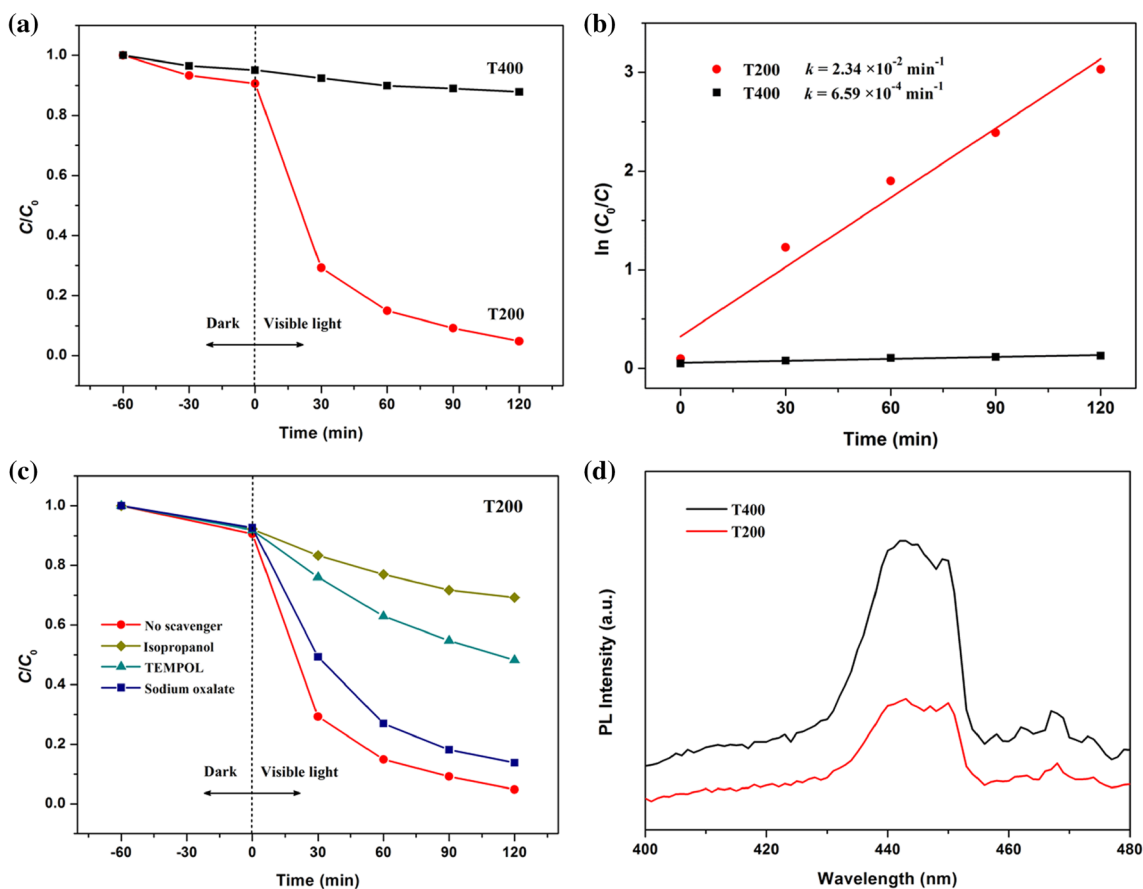 (a)
1.0
0.8
0.6
0.4
0.2
0.0
C/C0
T400
T200
Dark
Visible light
-60
-30
0
30
60
90
120
Time (min)
(b)
3
2
1
0
ln (C0/C)
T200 k = 2.34 ×10-2 min-1
T400 k = 6.59 ×10-4 min-1
0
30
60
90
120
Time (min)
(c)
1.0
0.8
0.6
0.4
0.2
0.0
C/C0
T200
No scavenger
Isopropanol
TEMPOL
Sodium oxalate
Dark
Visible light
-60
-30
0
30
60
90
120
Time (min)
(d)
PL Intensity (a.u.)
T400
T200
400
420
440
460
480
Wavelength (nm)